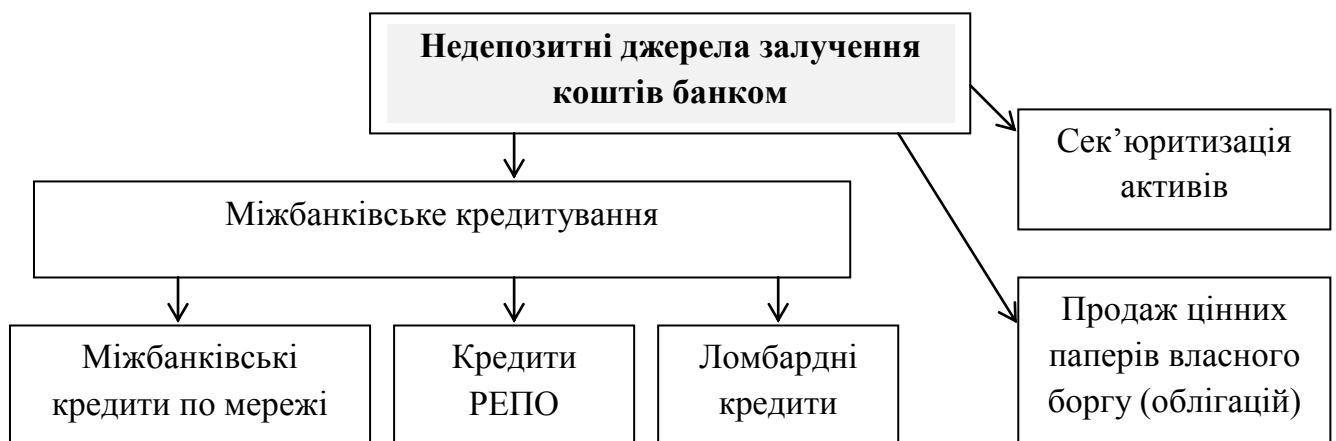 Недепозитні джерела залучення
коштів банком
Сек’юритизація
активів
Міжбанківське кредитування
Продаж цінних
паперів власного
боргу (облігацій)
Міжбанківські
кредити по мережі
Кредити
РЕПО
Ломбардні
кредити